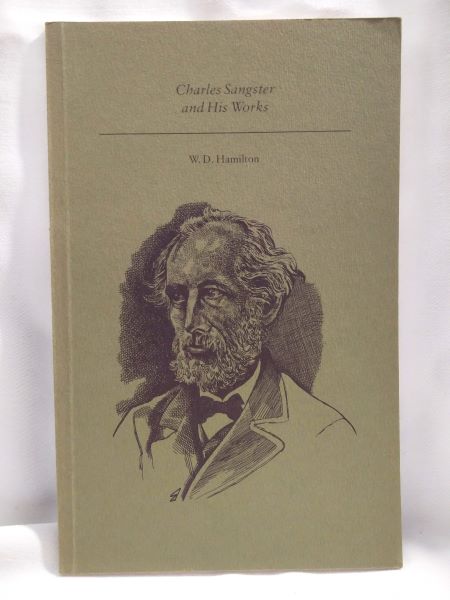 Charles Sangster
and His Works
W. D. Hamilton